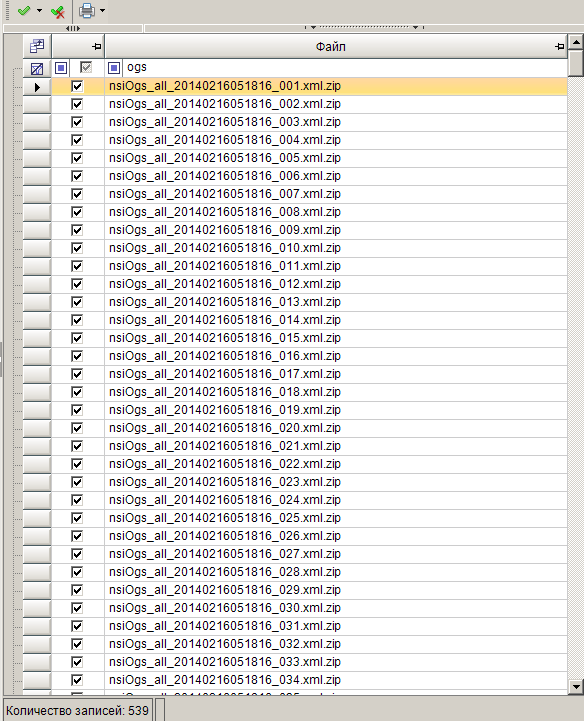 Файл
ogs
nsiOgs_all_20140216051816_001.xml.zip
nsiOgs_all_20140216051816_002.xml.zip
nsiOgs_all_20140216051816_003.xml.zip
nsiOgs_all_20140216051816_004.xml.zip
nsiOgs_all_20140216051816_005.xml.zip
nsiOgs_all_20140216051816_006.xml.zip
nsiOgs_all_20140216051816_007.xml.zip
nsiOgs_all_20140216051816_008.xml.zip
nsiOgs_all_20140216051816_009.xml.zip
nsiOgs_all_20140216051816_010.xml.zip
nsiOgs_all_20140216051816_011.xml.zip
nsiOgs_all_20140216051816_012.xml.zip
nsiOgs_all_20140216051816_013.xml.zip
nsiOgs_all_20140216051816_014.xml.zip
nsiOgs_all_20140216051816_015.xml.zip
nsiOgs_all_20140216051816_016.xml.zip
nsiOgs_all_20140216051816_017.xml.zip
nsiOgs_all_20140216051816_018.xml.zip
nsiOgs_all_20140216051816_019.xml.zip
nsiOgs_all_20140216051816_020.xml.zip
nsiOgs_all_20140216051816_021.xml.zip
nsiOgs_all_20140216051816_022.xml.zip
nsiOgs_all_20140216051816_023.xml.zip
nsiOgs_all_20140216051816_024.xml.zip
nsiOgs_all_20140216051816_025.xml.zip
nsiOgs_all_20140216051816_026.xml.zip
nsiOgs_all_20140216051816_027.xml.zip
nsiOgs_all_20140216051816_028.xml.zip
nsiOgs_all_20140216051816_029.xml.zip
nsiOgs_all_20140216051816_030.xml.zip
nsiOgs_all_20140216051816_031.xml.zip
nsiOgs_all_20140216051816_032.xml.zip
nsiOgs_all_20140216051816_033.xml.zip
nsiOgs_all_20140216051816_034.xml.zip
Количество записей: 539